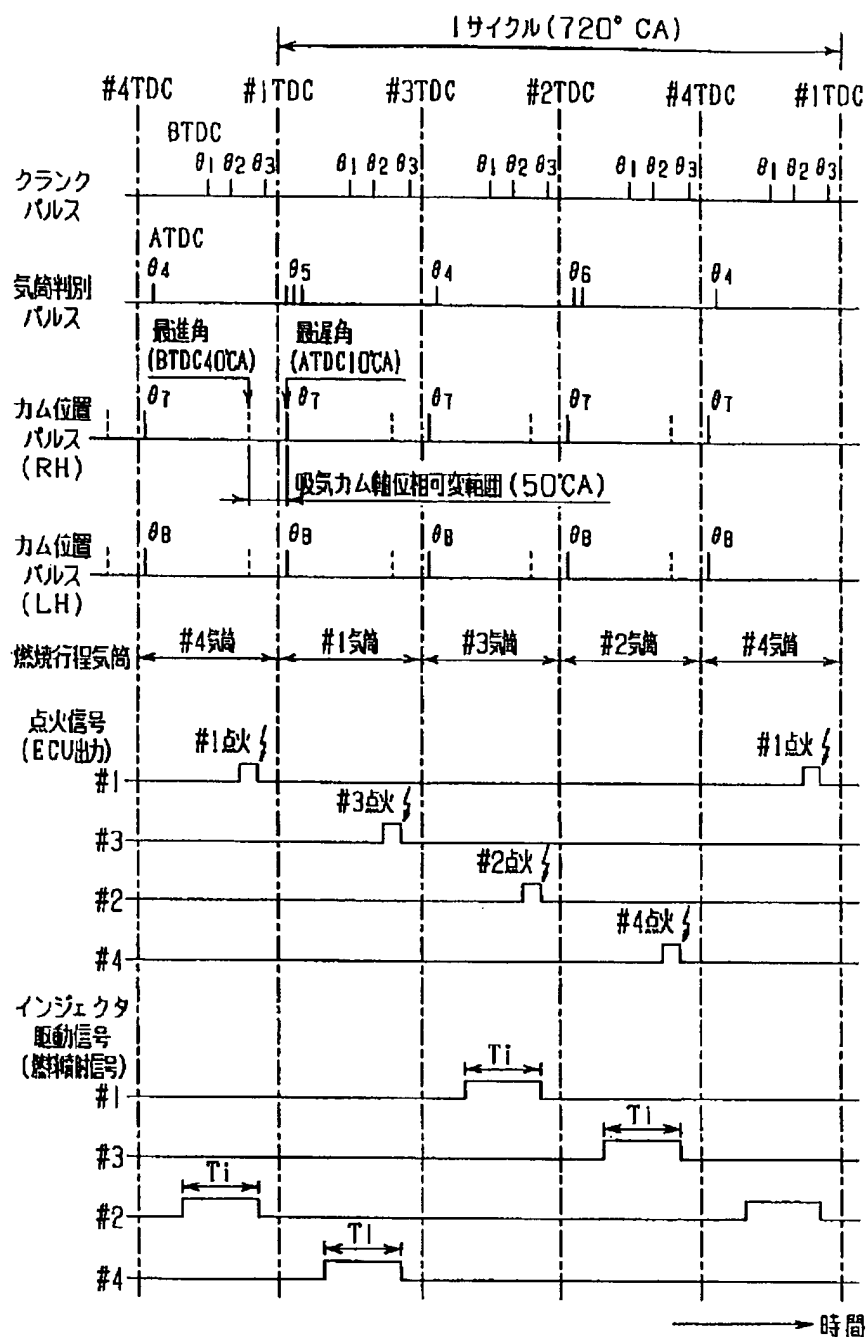 1サイクル(720° CA)
#4TDC #1TDC #3TDC #2TDC #4TDC #1TDC
BTDC
θ1 θ2 θ3 θ1 θ2 θ3 θ1 θ2 θ3 θ1 θ2 θ3 θ1 θ2 θ3
クランク
パルス
ATDC
θ4 θ5 θ4 θ6 θ4
気筒判別
パルス
最進角 最遅角
(BTDC40℃A) (ATDC10℃A)
θ7 θ7 θ7 θ7 θ7
カム位置
パルス
(RH)
吸気カム軸位相可変範囲(50℃A)
θ8 θ8 θ8 θ8 θ8
カム位置
パルス
(LH)
燃焼行程気筒 #4気筒 #1気筒 #3気筒 #2気筒 #4気筒
点火信号
(ECU出力)
#1点火 #1点火
#1
#3点火
#3
#2点火
#2
#4点火
#4
インジェクタ
駆動信号
(燃料噴射信号)
Ti
#1
Ti
#3
Ti
#2
Ti
#4
時間